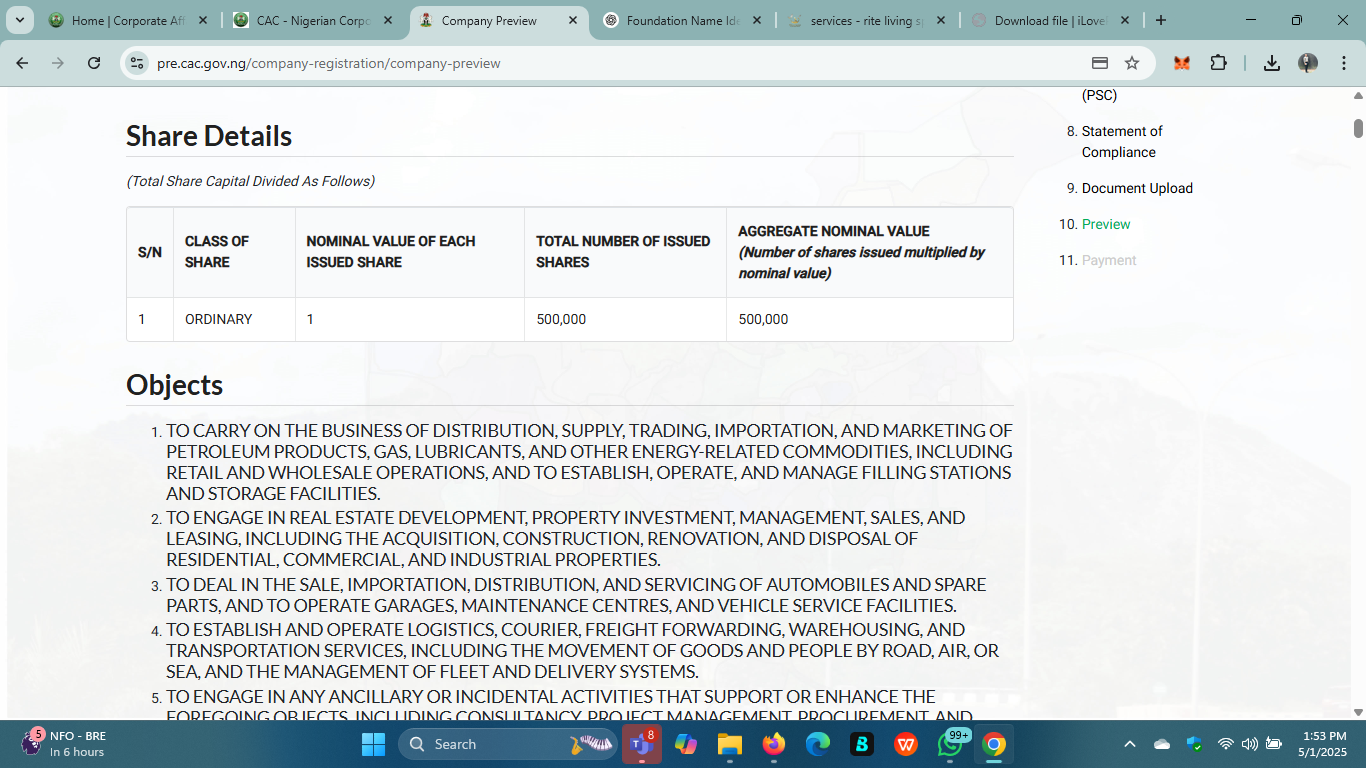 Home | Corporate Aff
CAC - Nigerian Corpo
Company Preview
Foundation Name Ide
services - rite living s
Download file | iLoveP
pre.cac.gov.ng/company-registration/company-preview
Share Details
(Total Share Capital Divided As Follows)
S/N
CLASS OF
SHARE
NOMINAL VALUE OF EACH
ISSUED SHARE
TOTAL NUMBER OF ISSUED
SHARES
AGGREGATE NOMINAL VALUE
(Number of shares issued multiplied by
nominal value)
1
ORDINARY
1
500,000
500,000
Objects
1. TO CARRY ON THE BUSINESS OF DISTRIBUTION, SUPPLY, TRADING, IMPORTATION, AND MARKETING OF
PETROLEUM PRODUCTS, GAS, LUBRICANTS, AND OTHER ENERGY-RELATED COMMODITIES, INCLUDING
RETAIL AND WHOLESALE OPERATIONS, AND TO ESTABLISH, OPERATE, AND MANAGE FILLING STATIONS
AND STORAGE FACILITIES.
2. TO ENGAGE IN REAL ESTATE DEVELOPMENT, PROPERTY INVESTMENT, MANAGEMENT, SALES, AND
LEASING, INCLUDING THE ACQUISITION, CONSTRUCTION, RENOVATION, AND DISPOSAL OF
RESIDENTIAL, COMMERCIAL, AND INDUSTRIAL PROPERTIES.
3. TO DEAL IN THE SALE, IMPORTATION, DISTRIBUTION, AND SERVICING OF AUTOMOBILES AND SPARE
PARTS, AND TO OPERATE GARAGES, MAINTENANCE CENTRES, AND VEHICLE SERVICE FACILITIES.
4. TO ESTABLISH AND OPERATE LOGISTICS, COURIER, FREIGHT FORWARDING, WAREHOUSING, AND
TRANSPORTATION SERVICES, INCLUDING THE MOVEMENT OF GOODS AND PEOPLE BY ROAD, AIR, OR
SEA, AND THE MANAGEMENT OF FLEET AND DELIVERY SYSTEMS.
5. TO ENGAGE IN ANY ANCILLARY OR INCIDENTAL ACTIVITIES THAT SUPPORT OR ENHANCE THE
FOREGOING OBJECTS, INCLUDING CONSULTANCY, PROJECT MANAGEMENT, PROCUREMENT, AND
(PSC)
8. Statement of
Compliance
9. Document Upload
10. Preview
11. Payment
5
NFO - BRE
In 6 hours
Search
8
99+
1:53 PM
5/1/2025